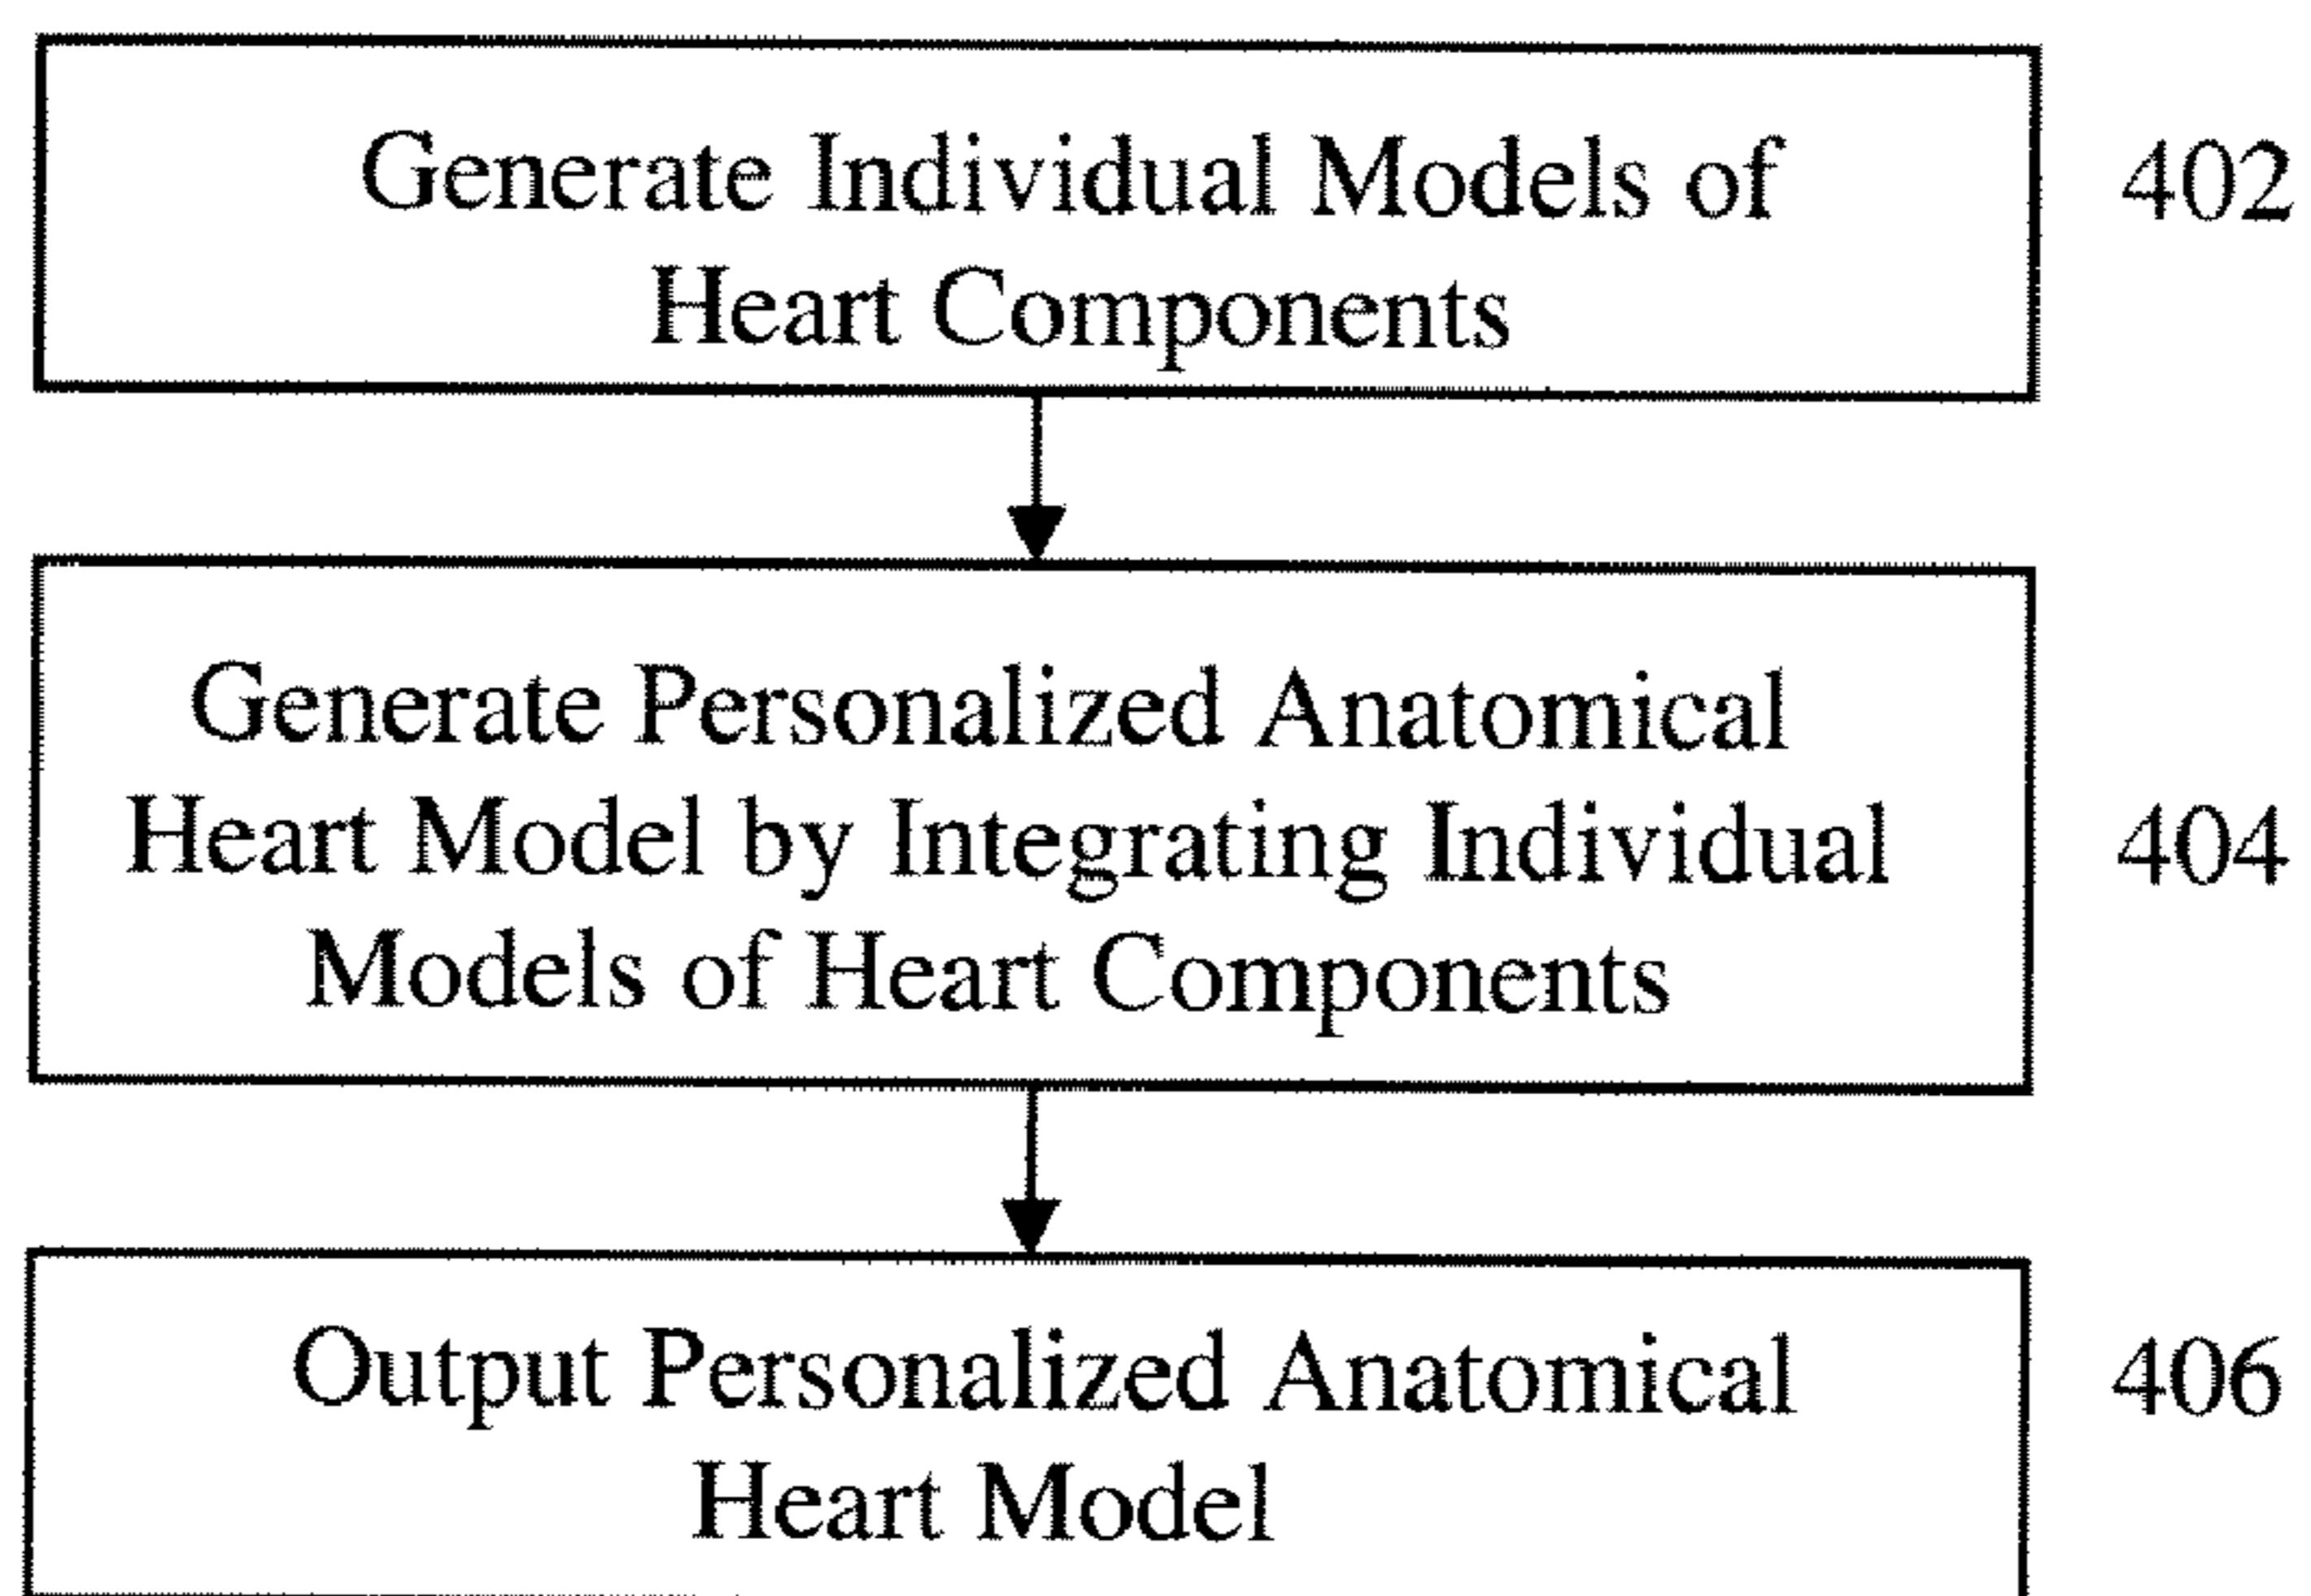 Generate Individual Models of
Heart Components
402
Generate Personalized Anatomical
Heart Model by Integrating Individual
Models of Heart Components
404
Output Personalized Anatomical
Heart Model
406